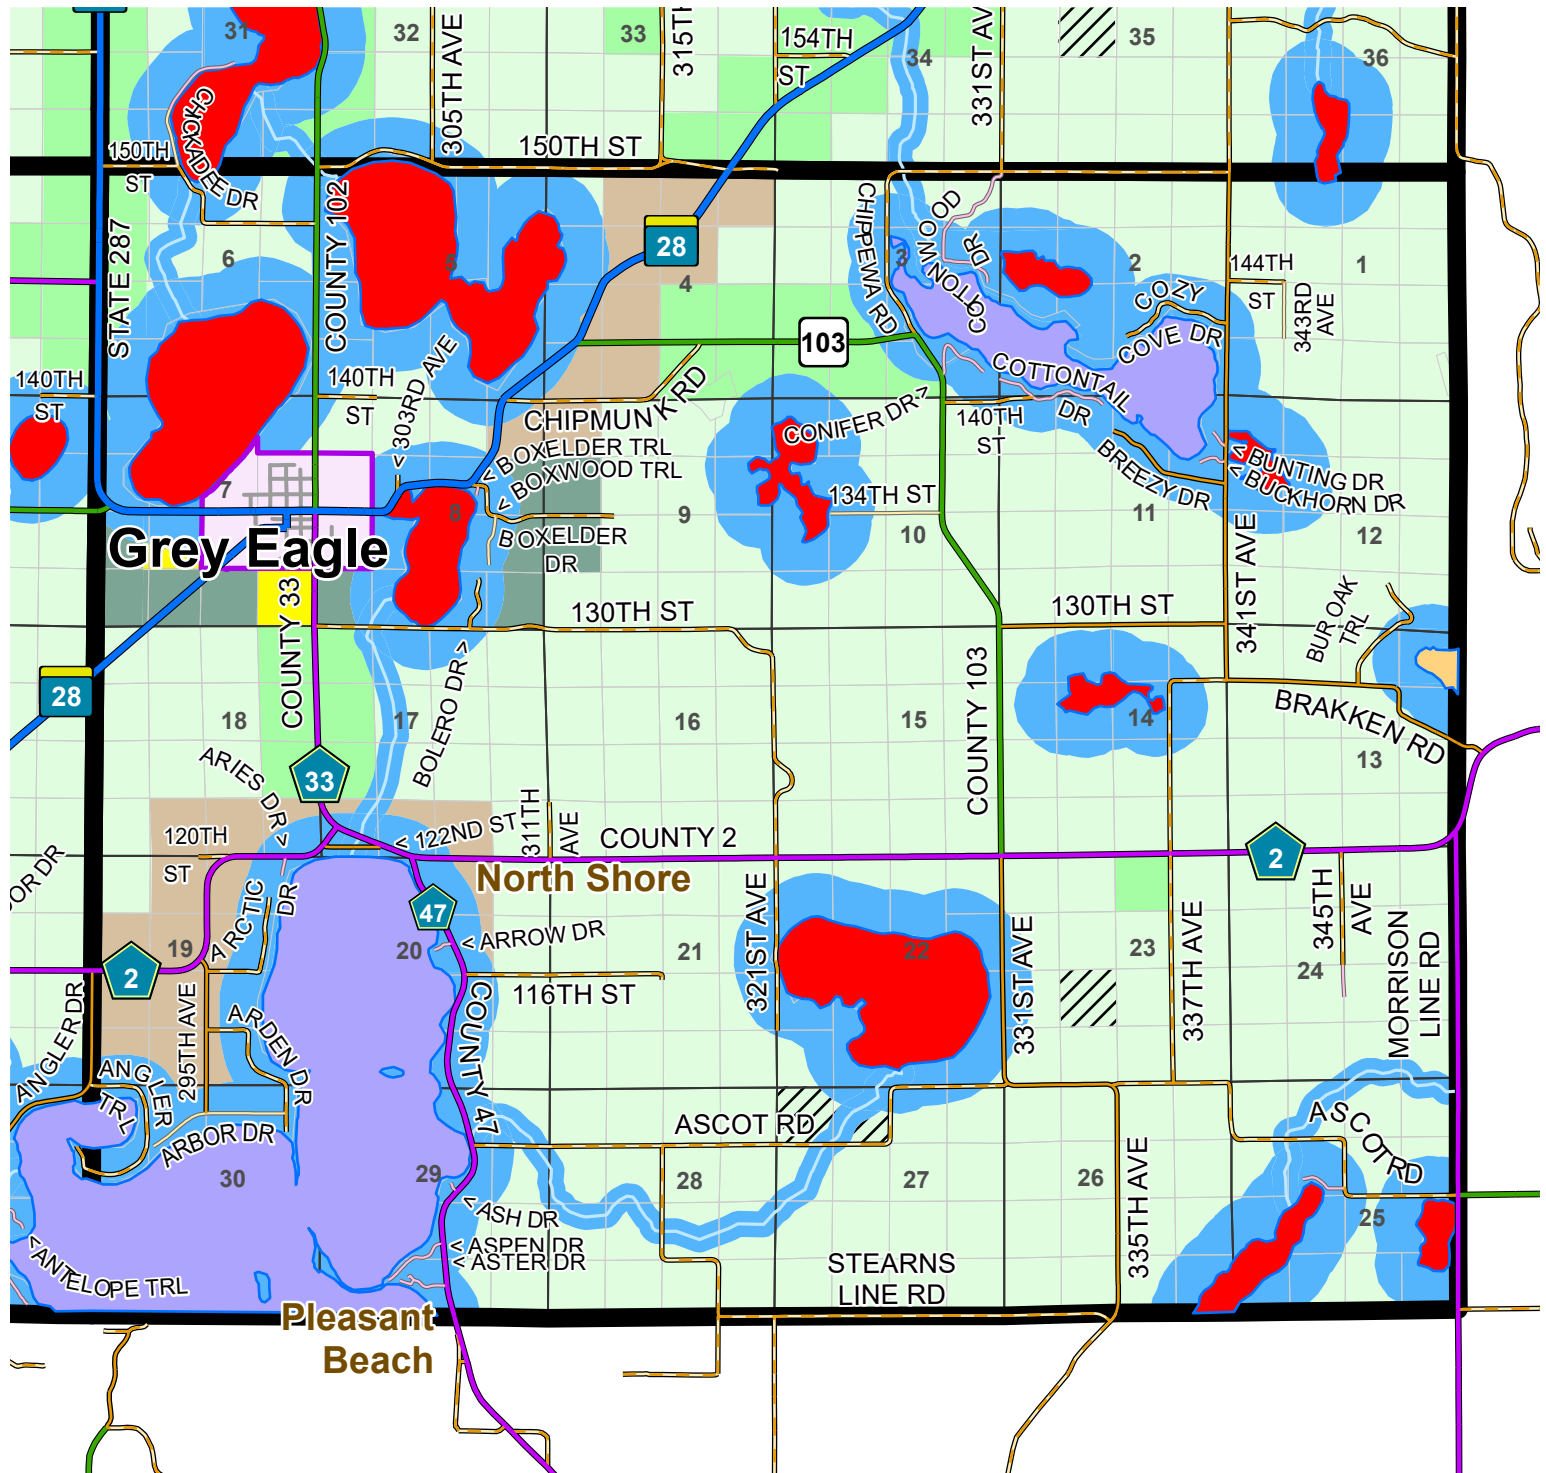 31
32
33
34
35
36
305TH AVE
315TH
154TH
ST
331ST AV
CHICKADEE DR
150TH
ST
150TH ST
STATE 287
COUNTY 102
6
5
28
4
CHIPPEWA RD
3
COTTONWOOD
DR
2
144TH
ST
343RD
AVE
1
COZY
COVE DR
103
140TH
ST
140TH
ST
303RD AVE
CHIPMUNK RD
COTTONTAIL
DR
CONIFER DR >
140TH
ST
< BOXELDER TRL
< BOXWOOD TRL
BREEZY DR
< BUNTING DR
< BUCKHORN DR
7
8
9
134TH ST
10
11
12
Grey Eagle
BOXELDER
DR
341ST AVE
130TH ST
130TH ST
BUR OAK
TRL
COUNTY 33
28
18
17
BOLERO DR >
16
15
COUNTY 103
14
BRAKKEN RD
13
ARIES DR >
33
120TH
ST
< 122ND ST
311TH
AVE
COUNTY 2
2
OR DR
North Shore
47
ARCTIC
DR
19
20
< ARROW DR
21
321ST AVE
22
331ST AVE
23
337TH AVE
345TH
AVE
24
MORRISON
LINE RD
2
116TH ST
ANGLER DR
295TH AVE
ARDEN DR
COUNTY 47
ANGLER
TRL
ARBOR DR
ASCOT RD
ASCOT RD
30
29
28
27
26
335TH AVE
25
< ASH DR
< ASPEN DR
< ASTER DR
< ANTELOPE TRL
STEARNS
LINE RD
Pleasant
Beach